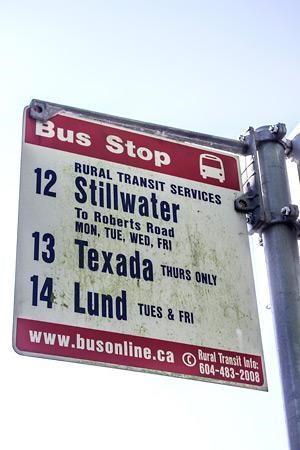 Bus Stop
RURAL TRANSIT SERVICES
12 Stillwater
To Roberts Road
MON, TUE, WED, FRI
13 Texada THURS ONLY
14 Lund TUES & FRI
www.busonline.ca
Rural Transit Info:
604-483-2008